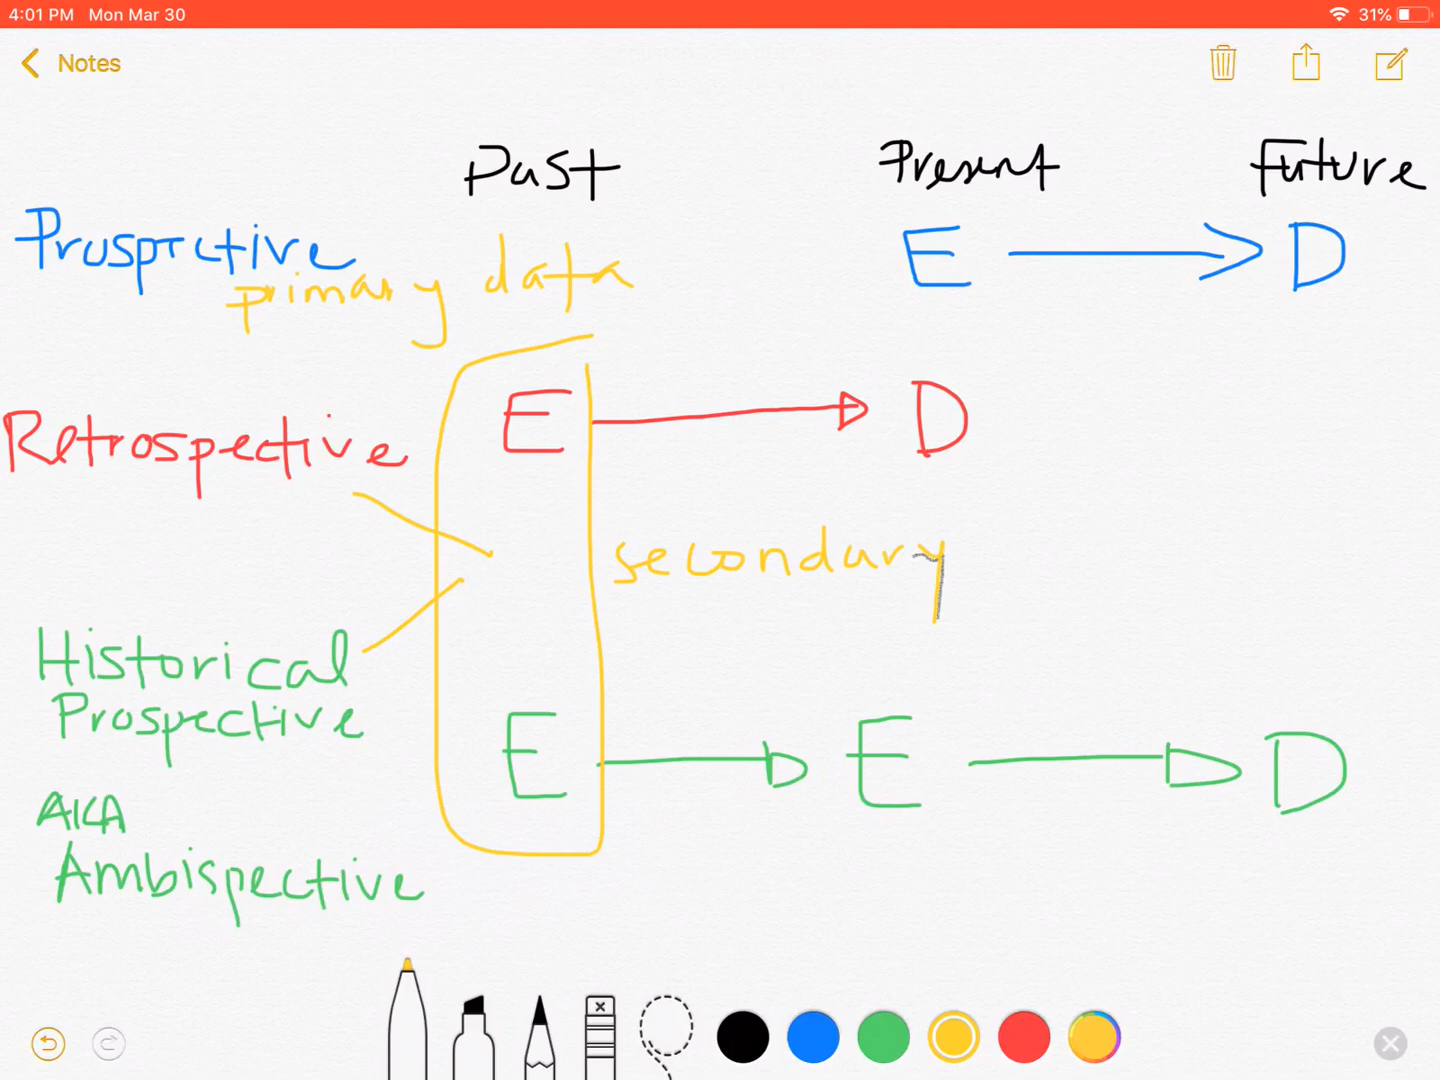 4:01 PM Mon Mar 30 31%
Notes
Past Present Future
Prospective E D
primary data
Retrospective E D
secondary
Historical
Prospective E E D
AKA
Ambispective